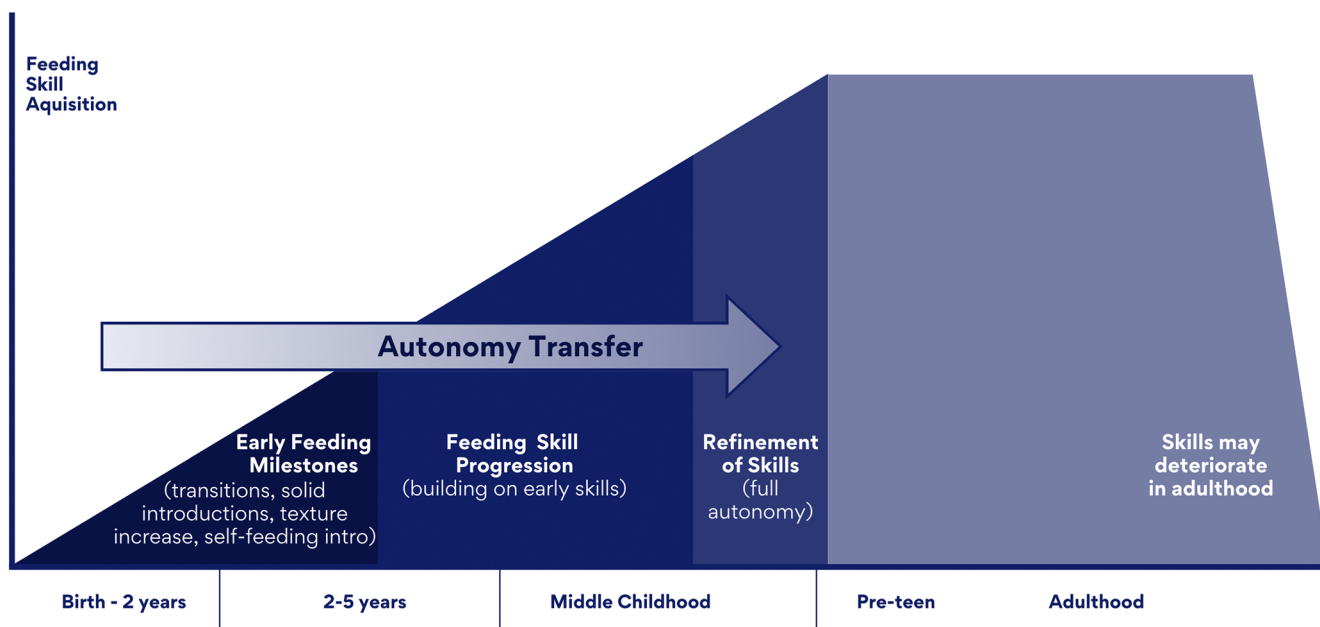 Feeding
Skill
Aquisition
Autonomy Transfer
Early Feeding
Milestones
(transitions, solid
introductions, texture
increase, self-feeding intro)
Feeding Skill
Progression
(building on early skills)
Refinement
of Skills
(full
autonomy)
Skills may
deteriorate
in adulthood
Birth - 2 years
2-5 years
Middle Childhood
Pre-teen
Adulthood